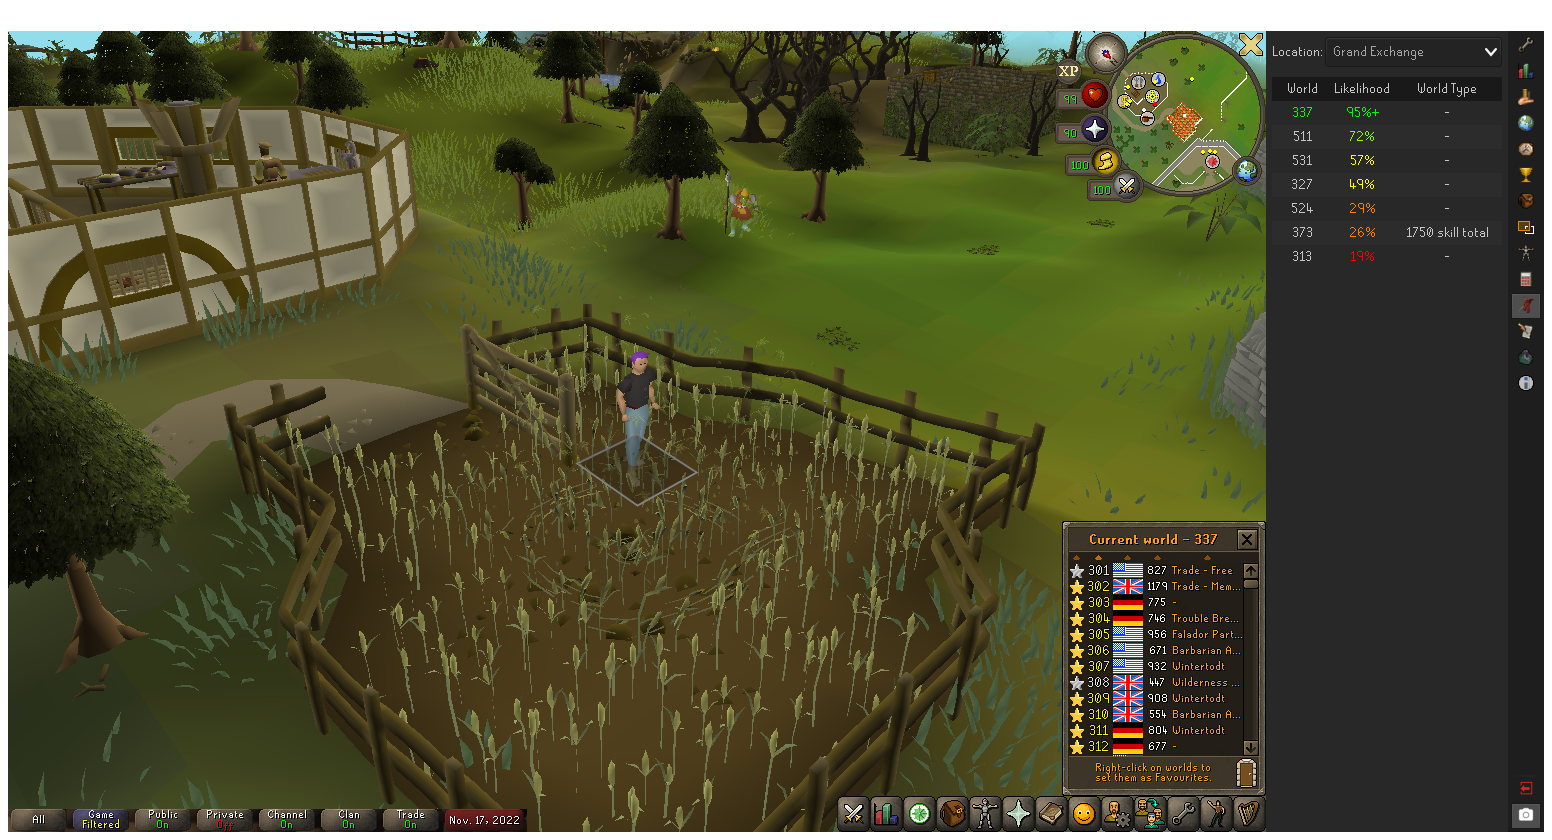 XP
99
90
100
100
Location: Grand Exchange
World Likelihood World Type
337 95%+ -
511 72% -
531 57% -
327 49% -
524 29% -
373 26% 1750 skill total
313 19% -
Current world - 337
301 827 Trade - Free
302 1179 Trade - Mem...
303 775 -
304 746 Trouble Bre...
305 956 Falador Part...
306 671 Barbarian A...
307 932 Wintertodt
308 447 Wilderness ...
309 908 Wintertodt
310 554 Barbarian A...
311 804 Wintertodt
312 677 -
Right-click on worlds to
set them as Favourites.
All
Game
Filtered
Public
On
Private
Off
Channel
On
Clan
On
Trade
On
Nov. 17, 2022